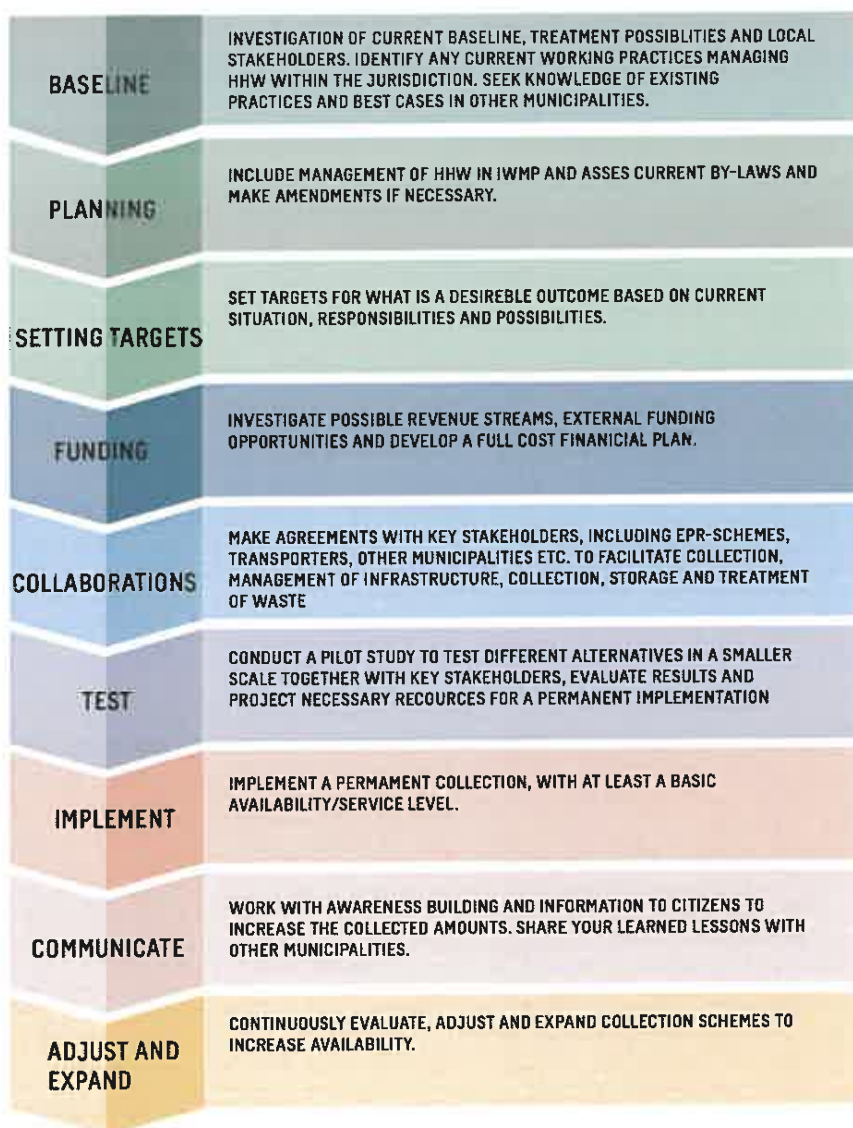 BASELINE
INVESTIGATION OF CURRENT BASELINE, TREATMENT POSSIBLITIES AND LOCAL
STAKEHOLDERS. IDENTIFY ANY CURRENT WORKING PRACTICES MANAGING
HHW WITHIN THE JURISDICTION. SEEK KNOWLEDGE OF EXISTING
PRACTICES AND BEST CASES IN OTHER MUNICIPALITIES.
PLANNING
INCLUDE MANAGEMENT OF HHW IN IWMP AND ASSES CURRENT BY-LAWS AND
MAKE AMENDMENTS IF NECESSARY.
SETTING TARGETS
SET TARGETS FOR WHAT IS A DESIREBLE OUTCOME BASED ON CURRENT
SITUATION, RESPONSIBILITIES AND POSSIBILITIES.
FUNDING
INVESTIGATE POSSIBLE REVENUE STREAMS, EXTERNAL FUNDING
OPPORTUNITIES AND DEVELOP A FULL COST FINANICIAL PLAN.
COLLABORATIONS
MAKE AGREEMENTS WITH KEY STAKEHOLDERS, INCLUDING EPR-SCHEMES,
TRANSPORTERS, OTHER MUNICIPALITIES ETC. TO FACILITATE COLLECTION,
MANAGEMENT OF INFRASTRUCTURE, COLLECTION, STORAGE AND TREATMENT
OF WASTE
TEST
CONDUCT A PILOT STUDY TO TEST DIFFERENT ALTERNATIVES IN A SMALLER
SCALE TOGETHER WITH KEY STAKEHOLDERS, EVALUATE RESULTS AND
PROJECT NECESSARY RECOURCES FOR A PERMANENT IMPLEMENTATION
IMPLEMENT
IMPLEMENT A PERMAMENT COLLECTION, WITH AT LEAST A BASIC
AVAILABILITY/SERVICE LEVEL.
COMMUNICATE
WORK WITH AWARENESS BUILDING AND INFORMATION TO CITIZENS TO
INCREASE THE COLLECTED AMOUNTS. SHARE YOUR LEARNED LESSONS WITH
OTHER MUNICIPALITIES.
ADJUST AND
EXPAND
CONTINUOUSLY EVALUATE, ADJUST AND EXPAND COLLECTION SCHEMES TO
INCREASE AVAILABILITY.